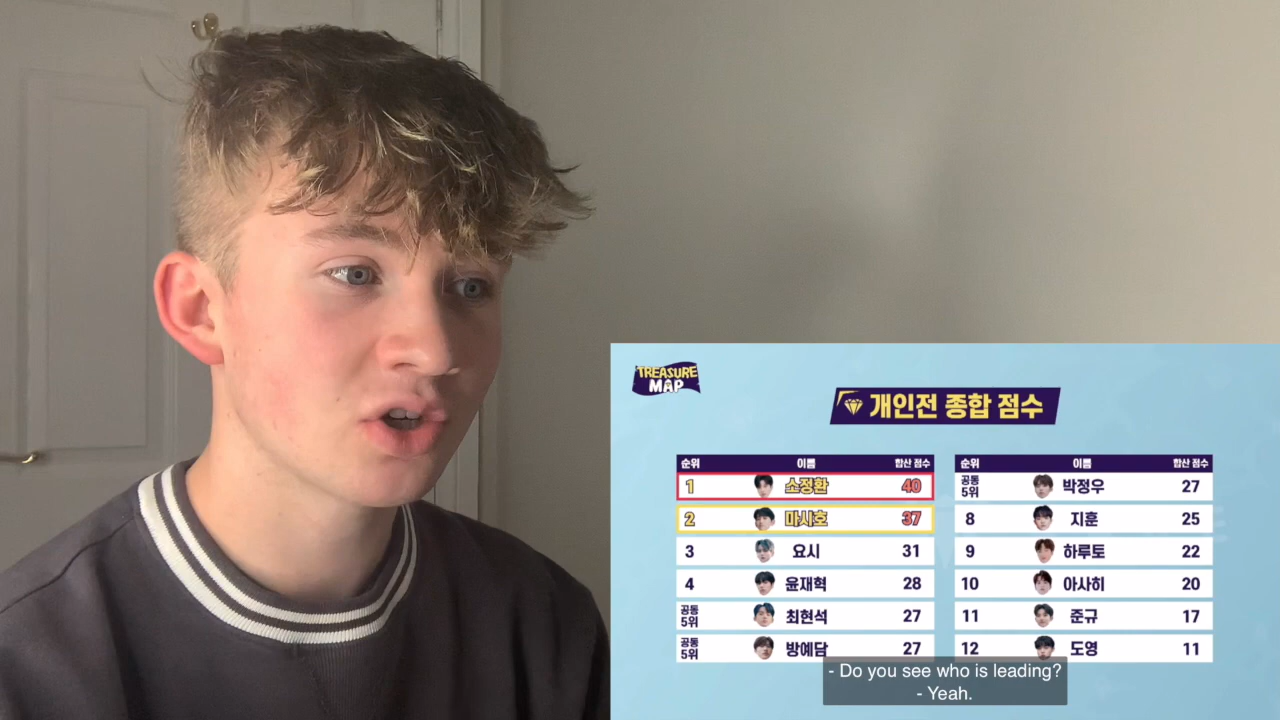 TREASURE
MAP
개인전 종합 점수
순위 이름 합산 점수
1 소정환 40
2 마시호 37
3 요시 31
4 윤재혁 28
공동 5위 최현석 27
공동 5위 방예담 27
순위 이름 합산 점수
공동 5위 박정우 27
8 지훈 25
9 하루토 22
10 아사히 20
11 준규 17
12 도영 11
- Do you see who is leading?
- Yeah.